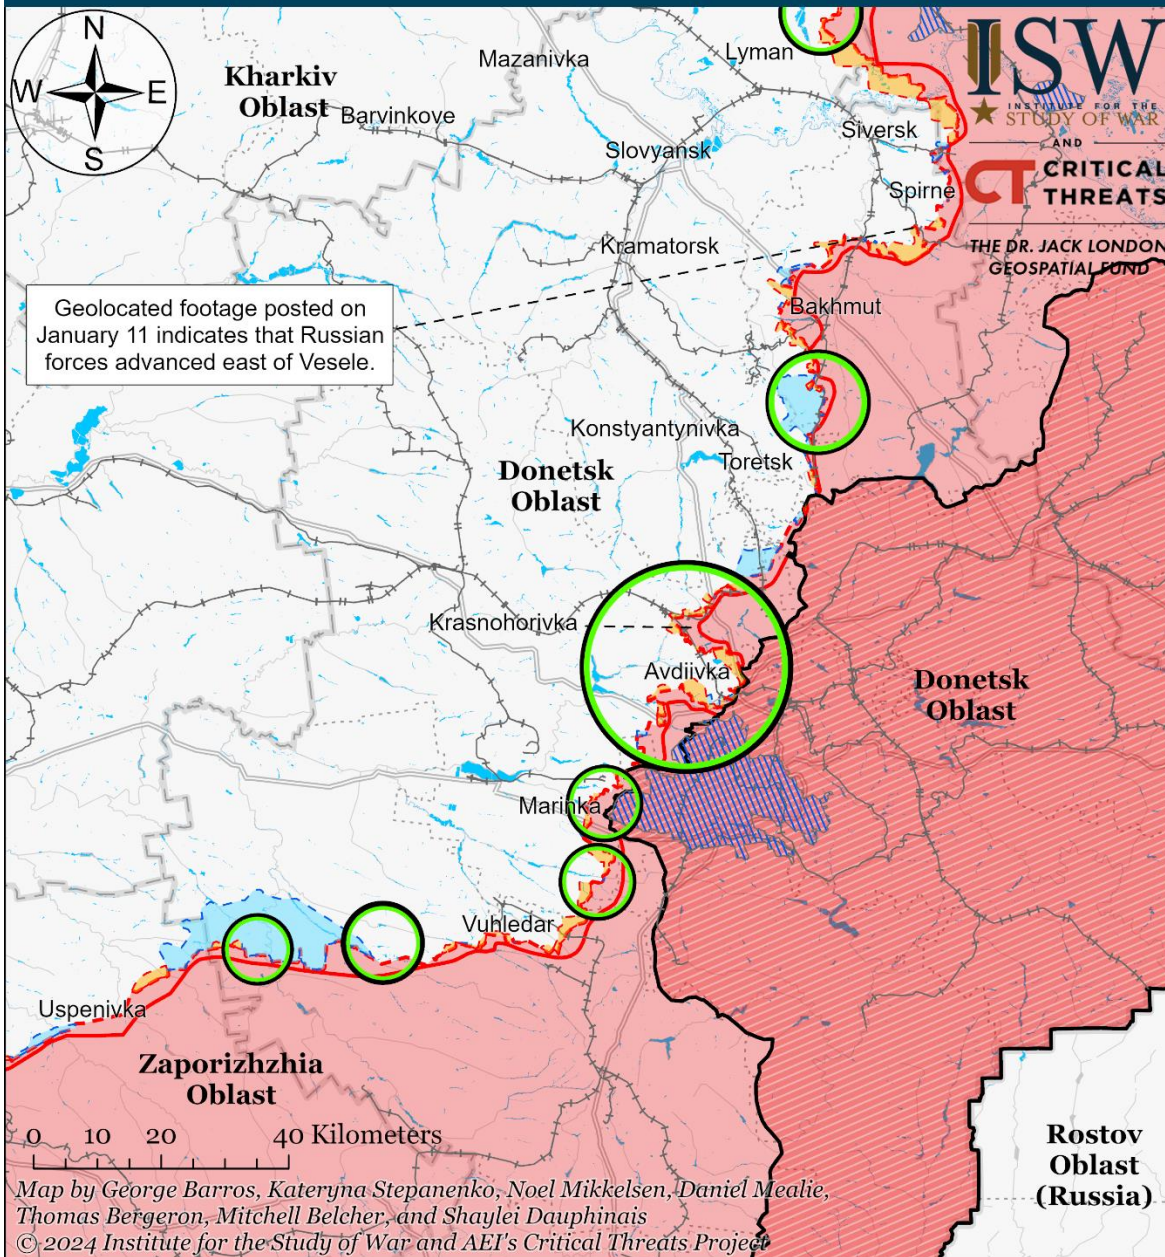 N
W
E
S
Kharkiv
Oblast
Mazanivka
Lyman
Barvinkove
Siversk
Slovyansk
Spirne
Kramatorsk
Bakhmut
ISW
INSTITUTE FOR THE
STUDY OF WAR
AND
CT CRITICAL
THREATS
THE DR. JACK LONDON
GEOSPATIAL FUND
Geolocated footage posted on
January 11 indicates that Russian
forces advanced east of Vesele.
Konstyantynivka
Toretsk
Donetsk
Oblast
Krasnohorivka
Avdiivka
Donetsk
Oblast
Marinka
Vuhledar
Uspenivka
Zaporizhzhia
Oblast
0 10 20 40 Kilometers
Rostov
Oblast
(Russia)
Map by George Barros, Kateryna Stepanenko, Noel Mikkelsen, Daniel Mealie,
Thomas Bergeron, Mitchell Belcher, and Shaylei Dauphinais
© 2024 Institute for the Study of War and AEI's Critical Threats Project